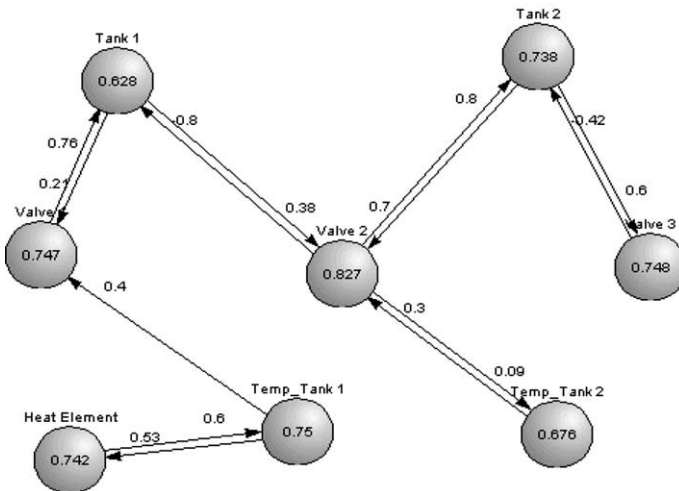 Tank 1
0.628
Tank 2
0.738
-0.8
0.8
-0.42
0.76
0.21
Valve
0.747
0.38
Valve 2
0.827
0.7
0.6
Valve 3
0.748
0.4
0.3
0.09
Temp_Tank 1
0.75
Temp_Tank 2
0.676
Heat Element
0.742
0.53
0.6